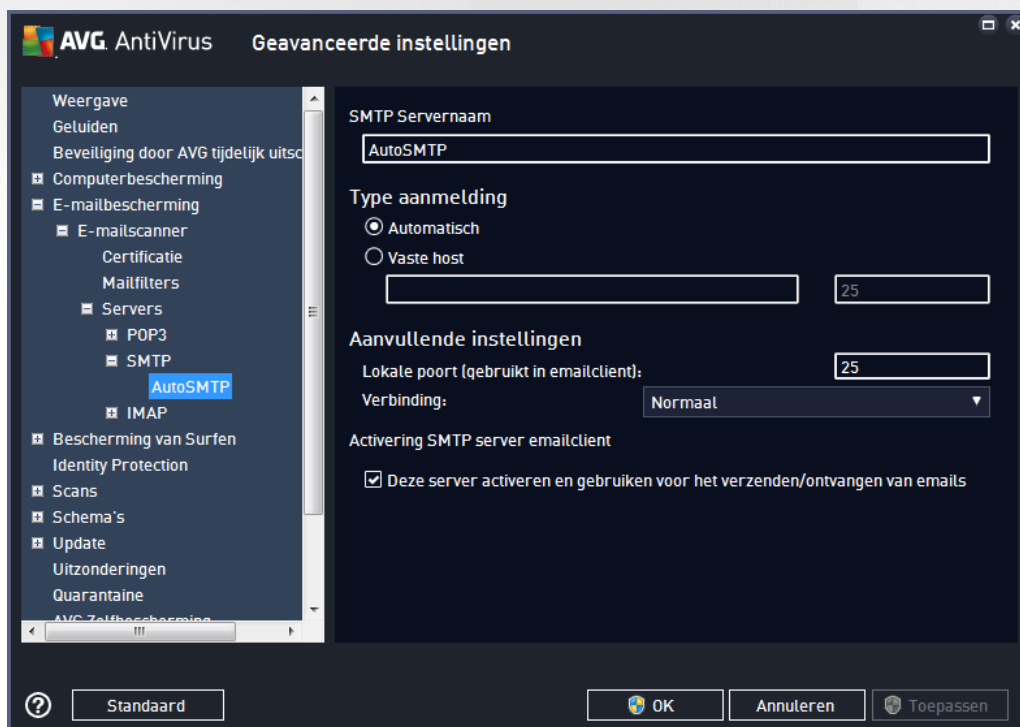 AVG. AntiVirus Geavanceerde instellingen
Weergave
Geluiden
Beveiliging door AVG tijdelijk uitsc
Computerbescherming
E-mailbescherming
E-mailscanner
Certificatie
Mailfilters
Servers
POP3
SMTP
AutoSMTP
IMAP
Bescherming van Surfen
Identity Protection
Scans
Schema's
Update
Uitzonderingen
Quarantaine
AVG Zelfbescherming
SMTP Servernaam
AutoSMTP
Type aanmelding
Automatisch
Vaste host
25
Aanvullende instellingen
Lokale poort (gebruikt in emailclient): 25
Verbinding: Normaal
Activering SMTP server emailclient
Deze server activeren en gebruiken voor het verzenden/ontvangen van emails
? Standaard OK Annuleren Toepassen